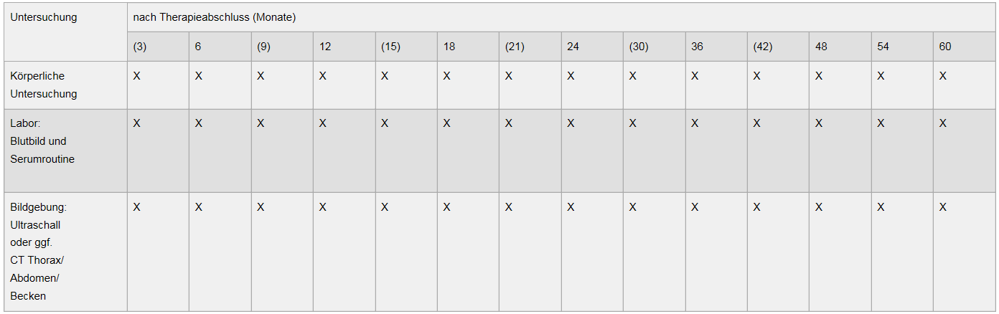 Untersuchung nach Therapieabschluss (Monate)
(3) 6 (9) 12 (15) 18 (21) 24 (30) 36 (42) 48 54 60
Körperliche X X X X X X X X X X X X X X
Untersuchung
Labor: X X X X X X X X X X X X X X
Blutbild und
Serumroutine
Bildgebung: X X X X X X X X X X X X X X
Ultraschall
oder ggf.
CT Thorax/
Abdomen/
Becken